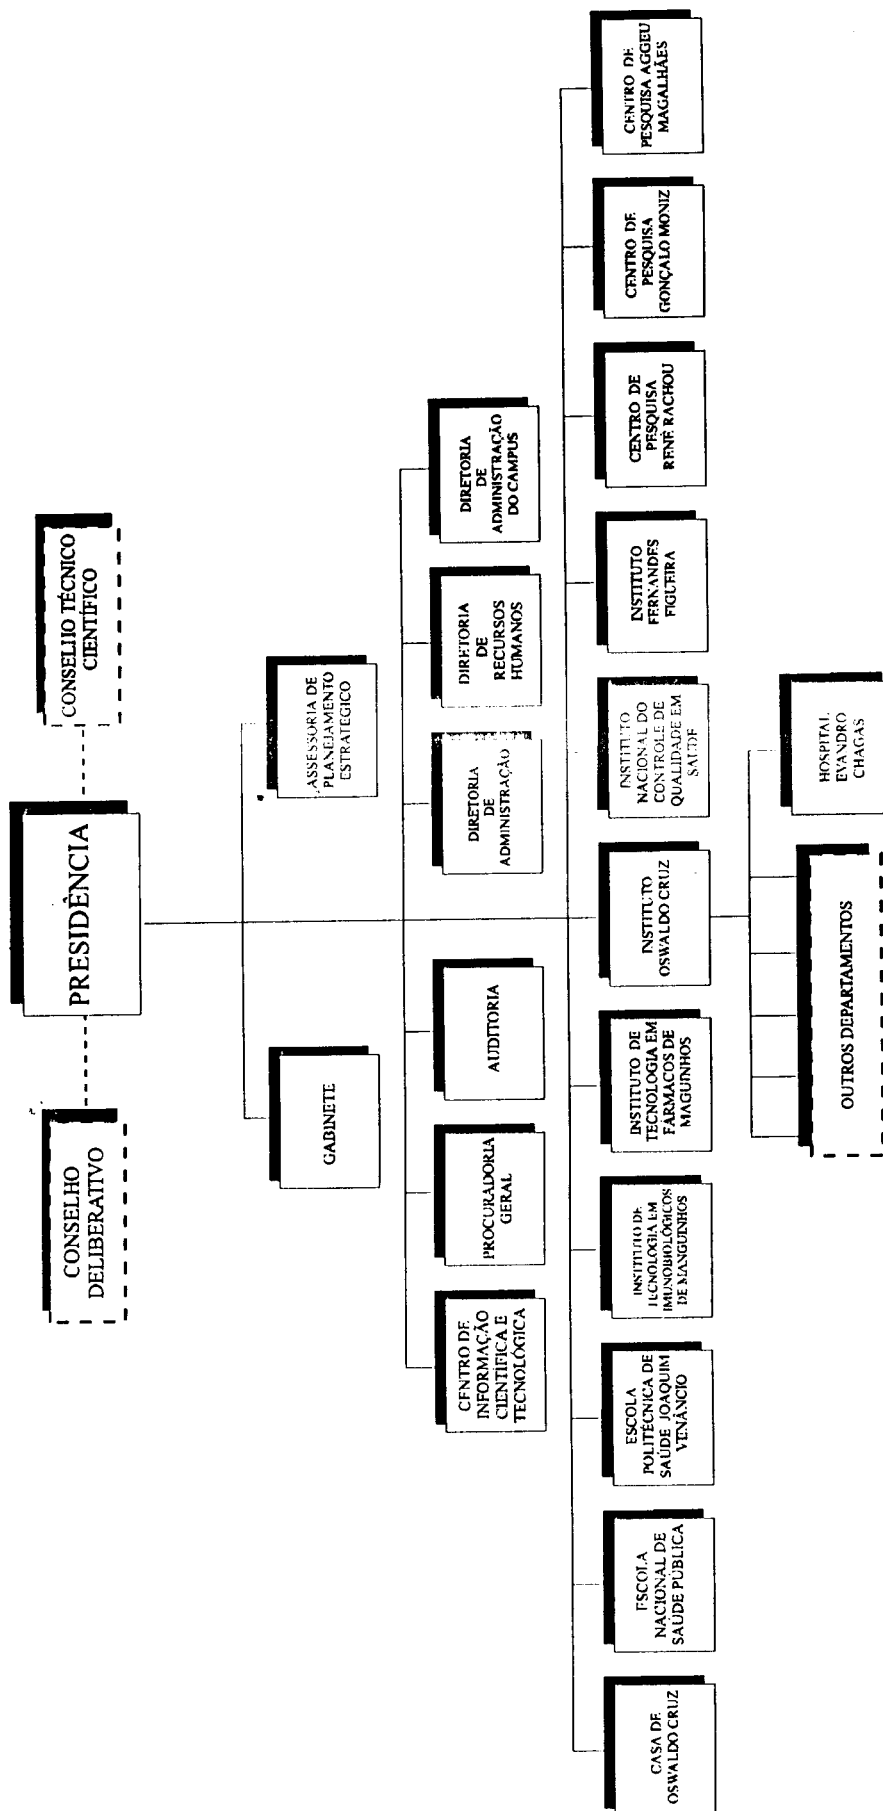 CONSELHO
DELIBERATIVO
PRESIDÊNCIA
CONSELHO TÉCNICO
CIENTÍFICO
GABINETE
ASSESSORIA DE
PLANEJAMENTO
ESTRATÉGICO
CENTRO DE
INFORMAÇÃO
CIENTÍFICA E
TECNOLÓGICA
PROCURADORIA
GERAL
AUDITORIA
DIRETORIA
DE
ADMINISTRAÇÃO
DIRETORIA
DE
RECURSOS
HUMANOS
DIRETORIA
DE
ADMINISTRAÇÃO
DO CAMPUS
CASA DE
OSWALDO CRUZ
ESCOLA
NACIONAL DE
SAÚDE PÚBLICA
ESCOLA
POLITÉCNICA DE
SAÚDE JOAQUIM
VENÂNCIO
INSTITUTO DE
TECNOLOGIA EM
IMUNOBIOLÓGICOS
DE MANGUINHOS
INSTITUTO DE
TECNOLOGIA EM
FÁRMACOS DE
MAGUINHOS
INSTITUTO
OSWALDO CRUZ
INSTITUTO
NACIONAL DO
CONTROLE DE
QUALIDADE EM
SAÚDE
INSTITUTO
FERNANDES
FIGUEIRA
CENTRO DE
PESQUISA
RENÉ RACHOU
CENTRO DE
PESQUISA
GONÇALO MONIZ
CENTRO DE
PESQUISA AGGEU
MAGALHÃES
OUTROS DEPARTAMENTOS
HOSPITAL
EVANDRO
CHAGAS